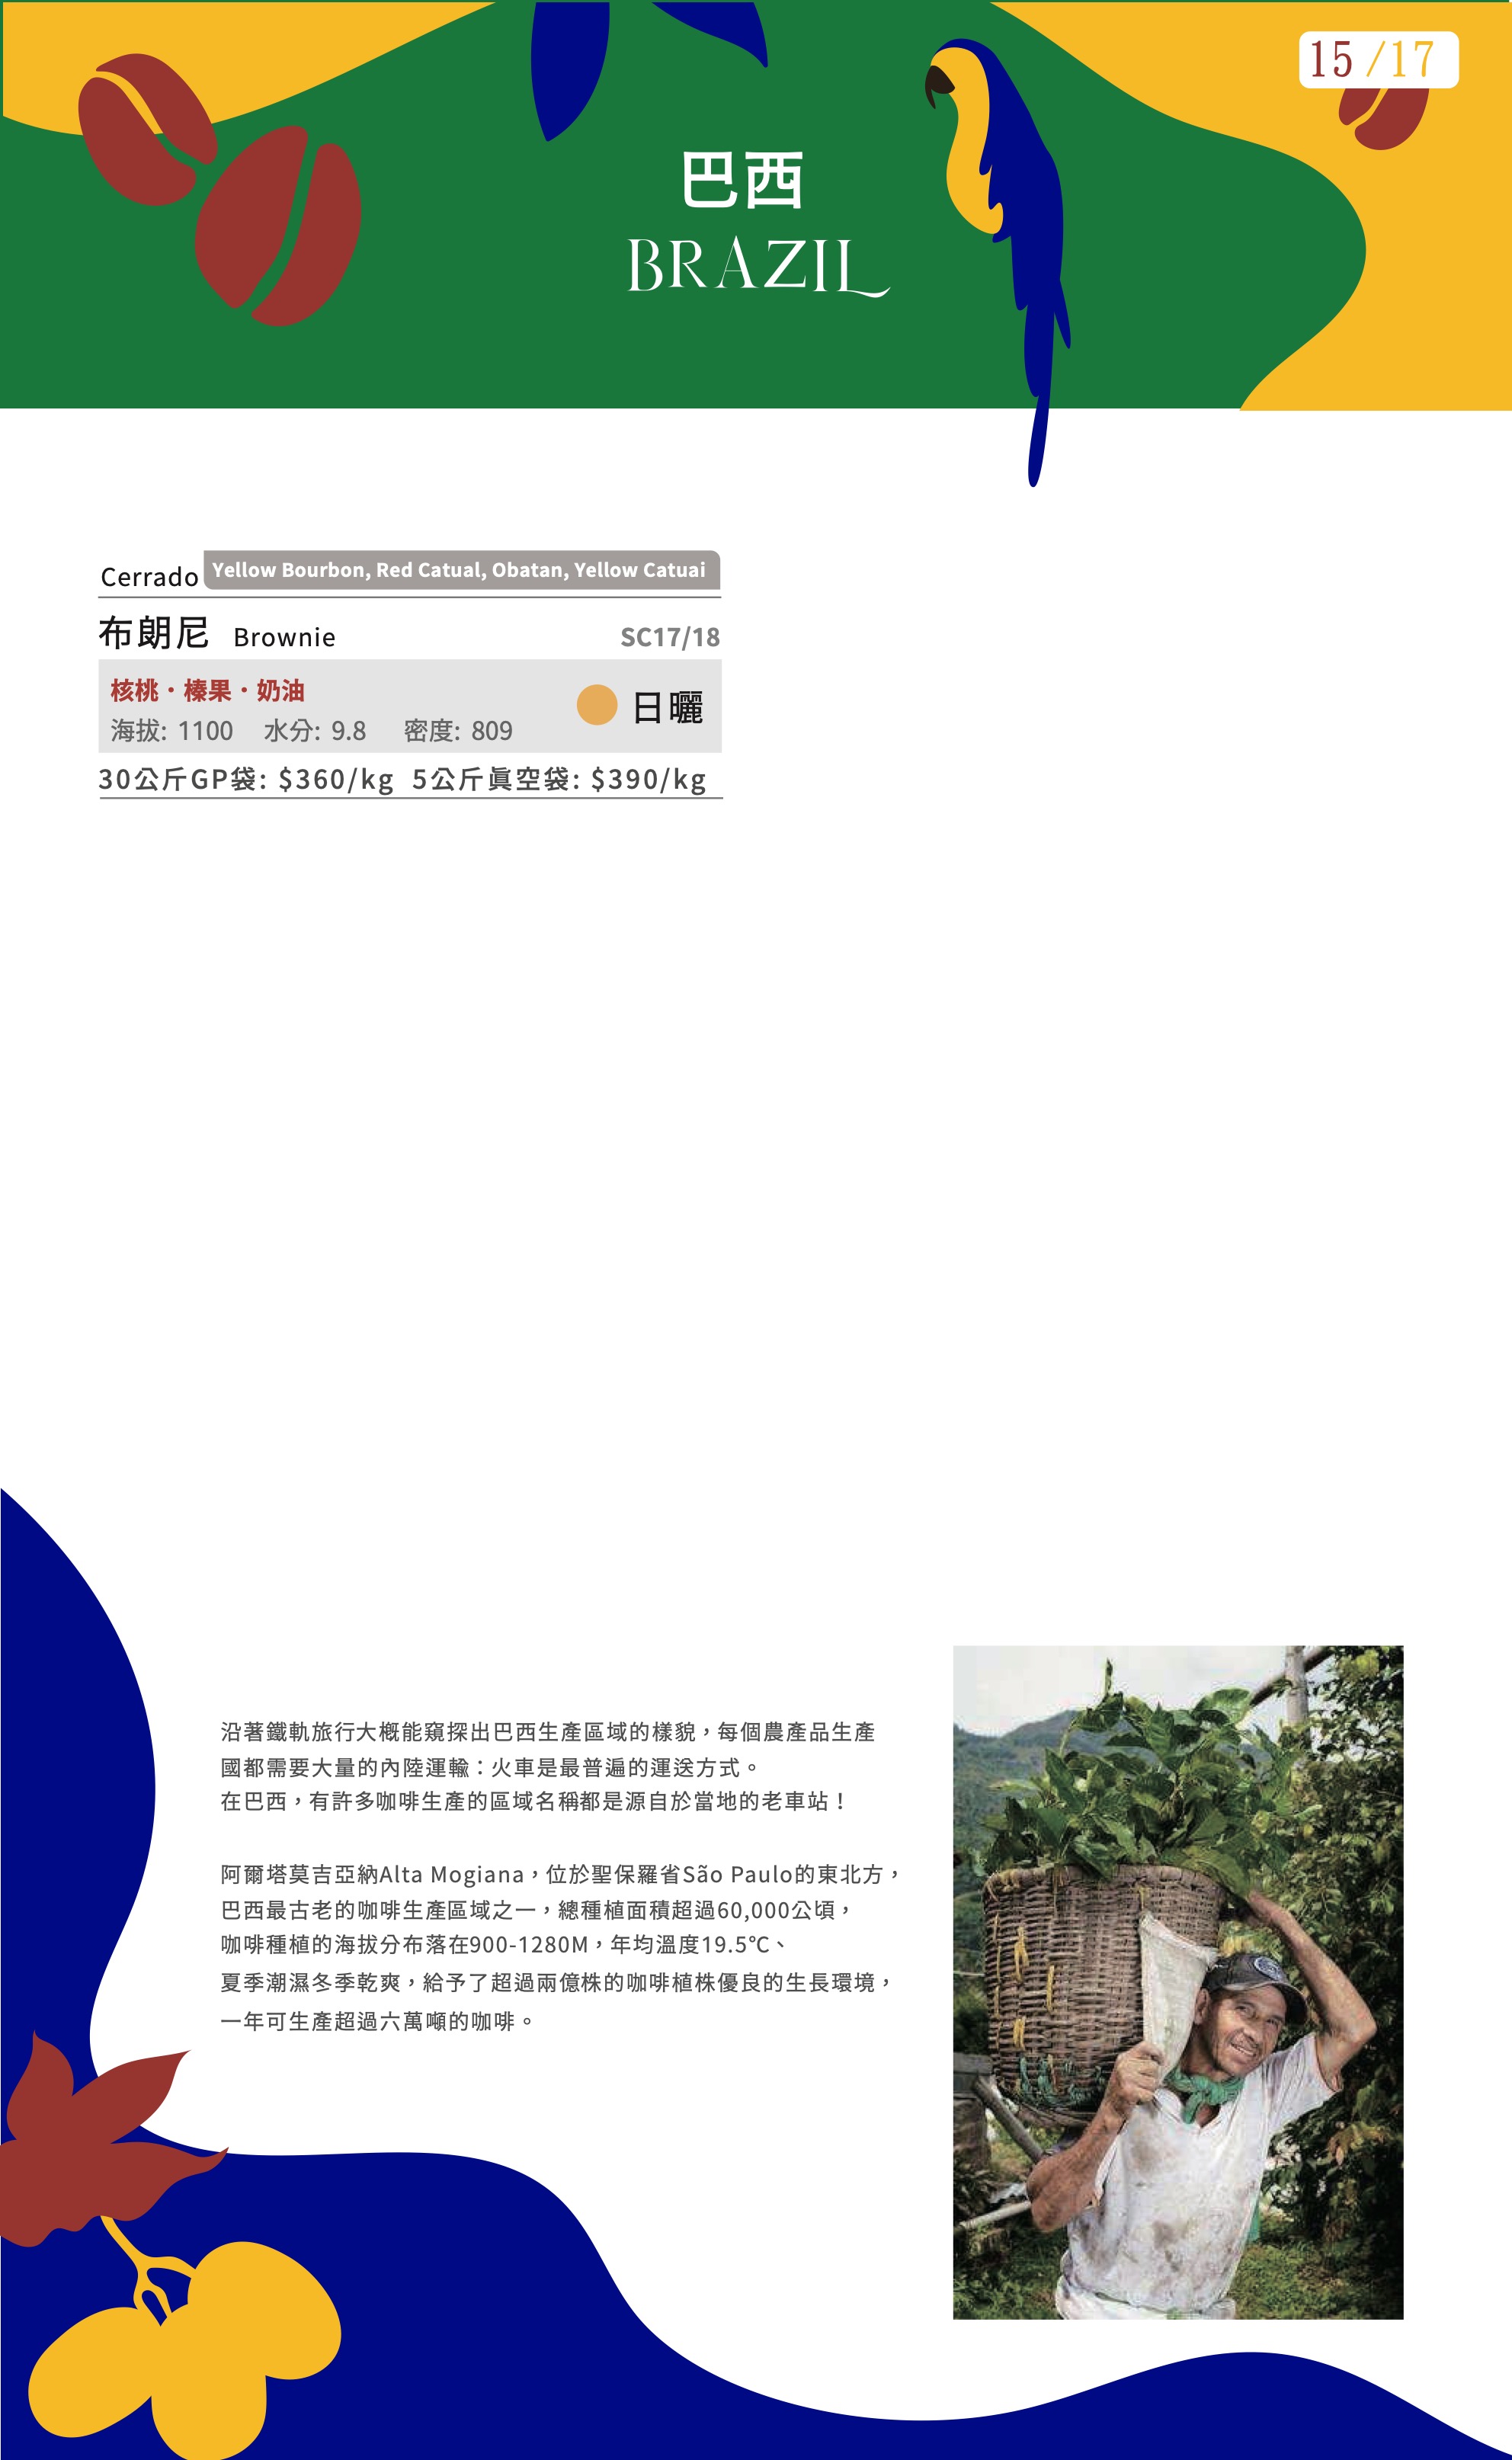 15/17
巴西
BRAZIL
Cerrado Yellow Bourbon, Red Catual, Obatan, Yellow Catuai
布朗尼 Brownie SC17/18
核桃·榛果·奶油
日曬
海拔: 1100 水分: 9.8 密度: 809
30公斤GP袋: $360/kg 5公斤真空袋: $390/kg
沿著鐵軌旅行大概能窺探出巴西生產區域的樣貌，每個農產品生產
國都需要大量的內陸運輸：火車是最普遍的運送方式。
在巴西，有許多咖啡生產的區域名稱都是源自於當地的老車站！
阿爾塔莫吉亞納Alta Mogiana，位於聖保羅省São Paulo的東北方，
巴西最古老的咖啡生產區域之一，總種植面積超過60,000公頃，
咖啡種植的海拔分布落在900-1280M，年均溫度19.5℃、
夏季潮濕冬季乾爽，給予了超過兩億株的咖啡植株優良的生長環境，
一年可生產超過六萬噸的咖啡。